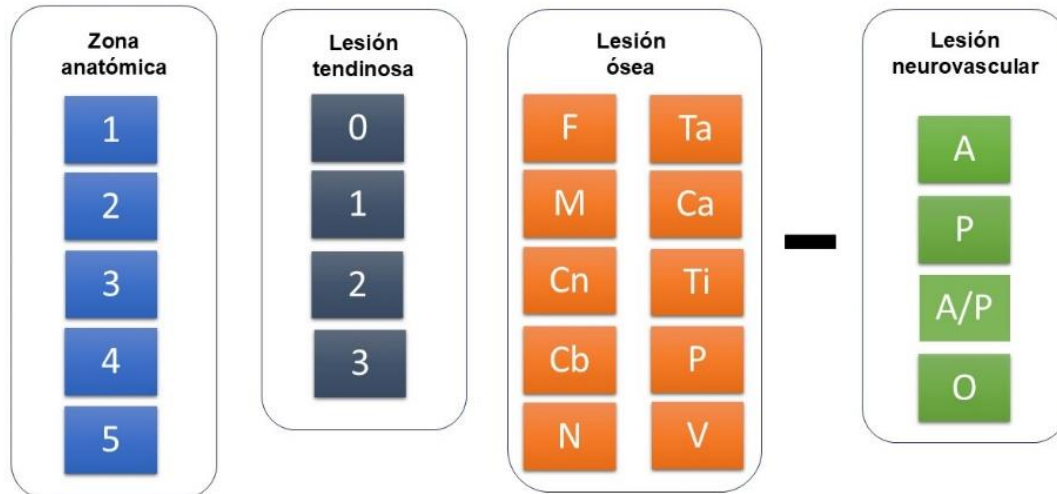 Zona
anatómica
1
2
3
4
5
Lesión
tendinosa
0
1
2
3
Lesión
ósea
F
Ta
M
Ca
Cn
Ti
Cb
P
N
V
Lesión
neurovascular
A
P
A/P
O